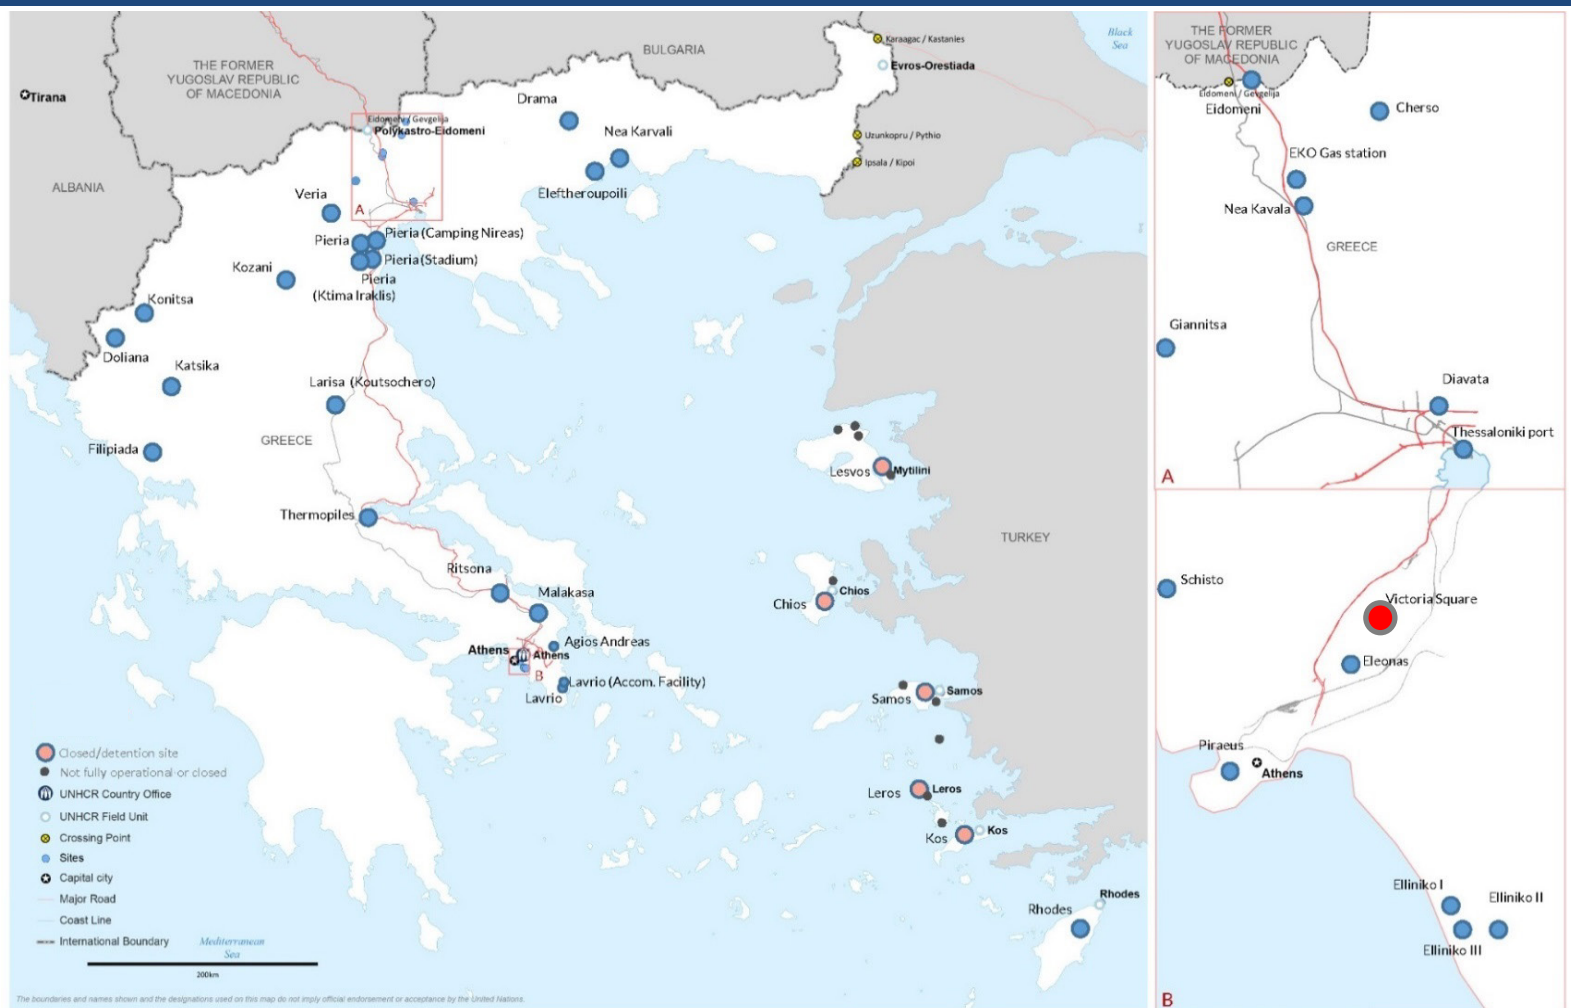 BULGARIA
THE FORMER
YUGOSLAV REPUBLIC
OF MACEDONIA
Black
Sea
Karaagac / Kastanies
Evros-Orestiada
Tirana
Drama
Eidomeni / Gevgelija
Polykastro-Eidomeni
Nea Karvali
Uzunkopru / Pythio
Ipsala / Kipoi
ALBANIA
Veria
A
Eleftheroupoili
Pieria
Pieria (Camping Nireas)
Pieria (Stadium)
Kozani
Pieria
(Ktima Iraklis)
Konitsa
Doliana
Katsika
Larisa (Koutsochero)
GREECE
Filipiada
Lesvos
Mytilini
Thermopiles
TURKEY
Ritsona
Malakasa
Chios
Chios
Agios Andreas
Athens
Athens
B
Lavrio (Accom. Facility)
Lavrio
Samos
Samos
Leros
Leros
Kos
Kos
Rhodes
Rhodes
Closed/detention site
Not fully operational or closed
UNHCR Country Office
UNHCR Field Unit
Crossing Point
Sites
Capital city
Major Road
Coast Line
International Boundary
Mediterranean
Sea
200km
The boundaries and names shown and the designations used on this map do not imply official endorsement or acceptance by the United Nations.
THE FORMER
YUGOSLAV REPUBLIC
OF MACEDONIA
Eidomeni / Gevgelija
Eidomeni
Cherso
EKO Gas station
Nea Kavala
GREECE
Giannitsa
Diavata
Thessaloniki port
A
Schisto
Victoria Square
Eleonas
Piraeus
Athens
Elliniko I
Elliniko II
Elliniko III
B